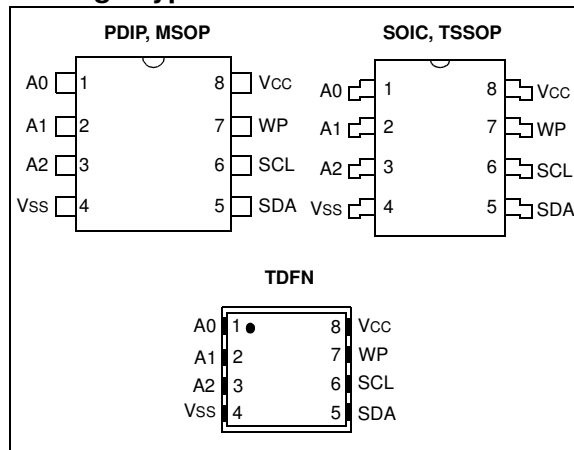 PDIP, MSOP
A0 1 8 VCC
A1 2 7 WP
A2 3 6 SCL
VSS 4 5 SDA
SOIC, TSSOP
A0 1 8 VCC
A1 2 7 WP
A2 3 6 SCL
VSS 4 5 SDA
TDFN
A0 1 8 VCC
A1 2 7 WP
A2 3 6 SCL
VSS 4 5 SDA